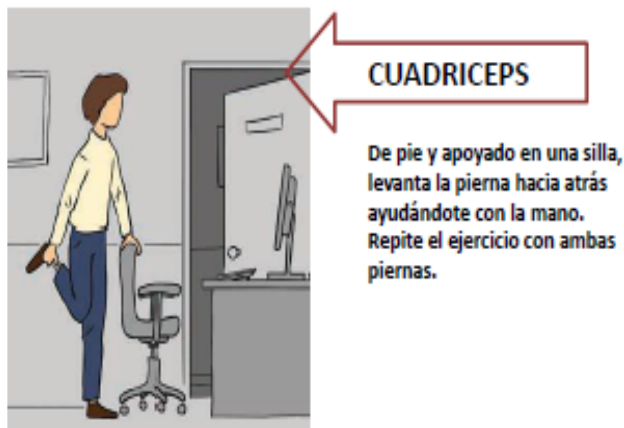 CUADRICEPS
De pie y apoyado en una silla,
levanta la pierna hacia atrás
ayudándote con la mano.
Repite el ejercicio con ambas
piernas.